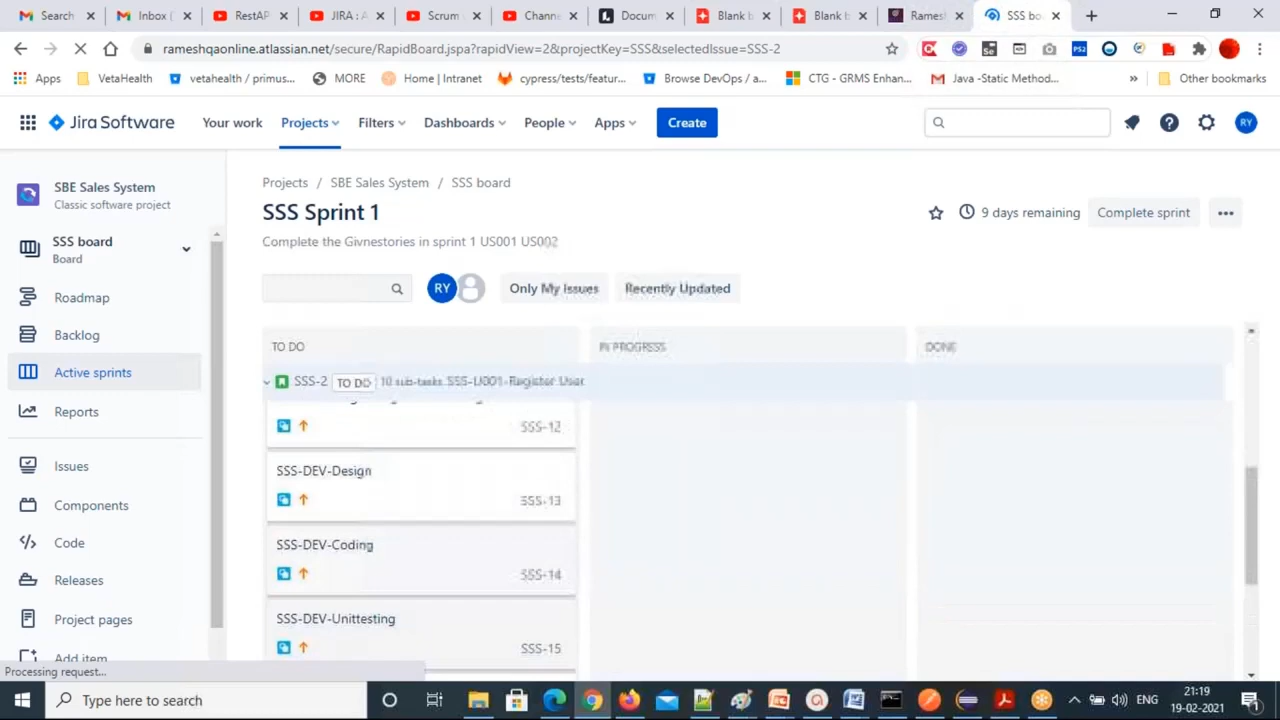 Search
Inbox (
RestAP
JIRA : A
Scrum
Chann
Docum
Blank b
Blank b
Ramesh
SSS bo
rameshqaonline.atlassian.net/secure/RapidBoard.jspa?rapidView=2&projectKey=SSS&selectedIssue=SSS-2
Apps
VetaHealth
vetahealth / primus...
MORE
Home | Intranet
cypress/tests/featur...
Browse DevOps / a...
CTG - GRMS Enhan...
Java -Static Method...
»
Other bookmarks
Jira Software
Your work
Projects
Filters
Dashboards
People
Apps
Create
RY
SBE Sales System
Classic software project
SSS board
Board
Roadmap
Backlog
Active sprints
Reports
Issues
Components
Code
Releases
Project pages
Add item
Projects / SBE Sales System / SSS board
SSS Sprint 1
9 days remaining
Complete sprint
Complete the Givnestories in sprint 1 US001 US002
RY
Only My Issues
Recently Updated
TO DO
IN PROGRESS
DONE
SSS-2 TO DO 10 sub-tasks SSS-U001-Register User
SSS-12
SSS-DEV-Design
SSS-13
SSS-DEV-Coding
SSS-14
SSS-DEV-Unittesting
SSS-15
Processing request...
Type here to search
ENG
21:19
19-02-2021
1